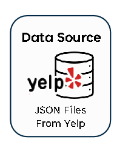 Data Source
yelp
JSON Files
From Yelp